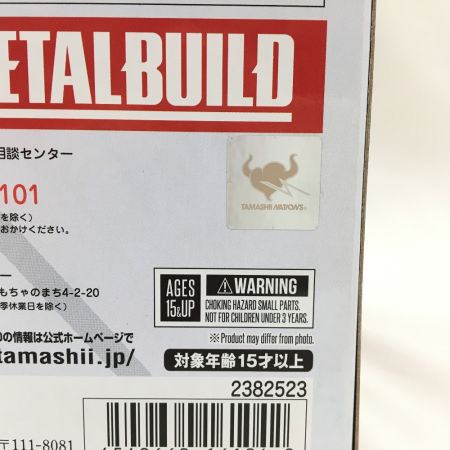 METALBUILD
相談センター
TAMASHII NATIONS
101
を除く）
おかけください。
ー
もちゃのまち4-2-20
季休業日を除く）
AGES
15&UP
WARNING
CHOKING HAZARD SMALL PARTS.
NOT FOR CHILDREN UNDER 3 YEARS.
の情報は公式ホームページで
※Product may differ from photo.
tamashii.jp/
対象年齢15才以上
2382523
〒111-8081